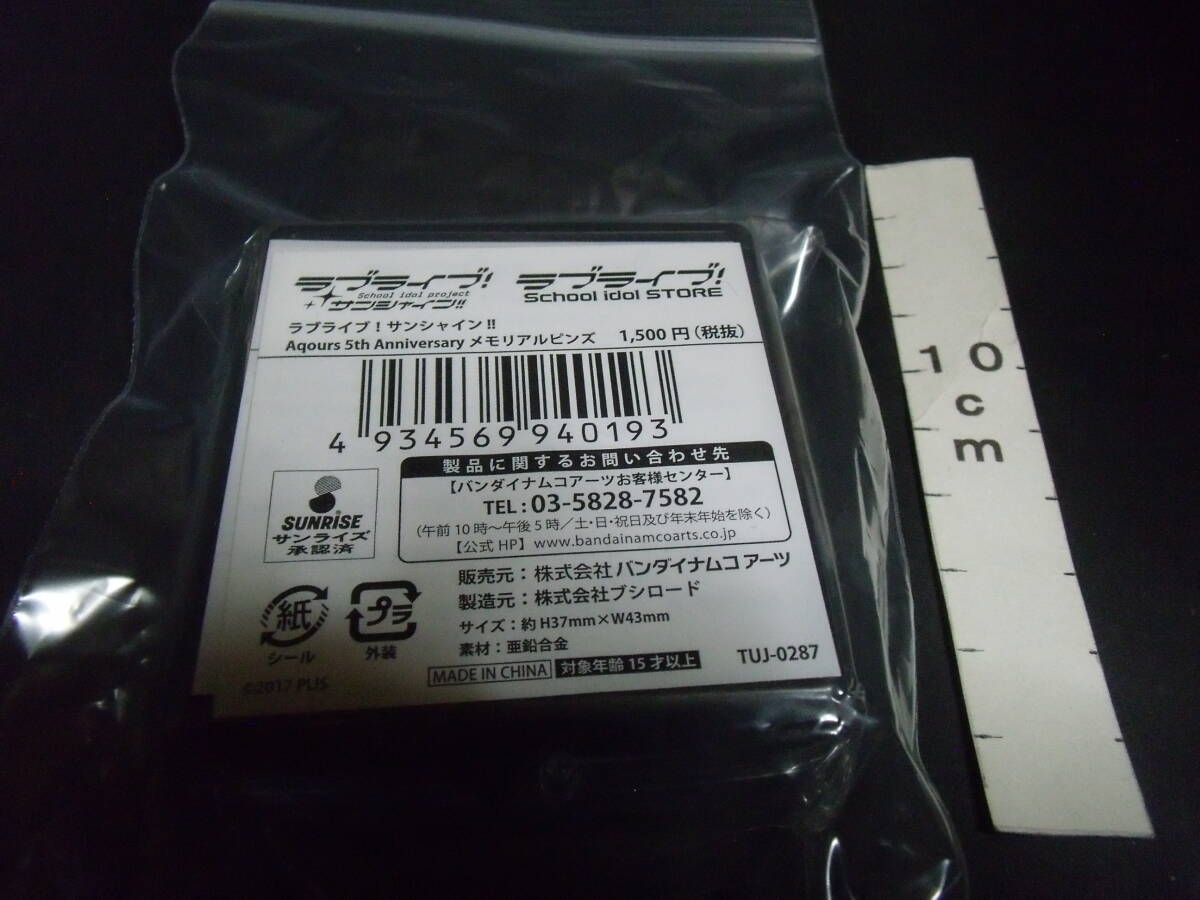 ラブライブ!
School idol project
サンシャイン!!
ラブライブ!
School idol STORE
ラブライブ!サンシャイン!!
Aqours 5th Anniversary メモリアルピンズ 1,500円(税抜)
4 934569 940193
SUNRISE
サンライズ
承認済
製品に関するお問い合わせ先
【バンダイナムコアーツお客様センター】
TEL:03-5828-7582
(午前10時~午後5時/土・日・祝日及び年末年始を除く)
【公式HP】www.bandainamcoarts.co.jp
紙
シール
プラ
外装
販売元:株式会社バンダイナムコアーツ
製造元:株式会社ブシロード
サイズ:約H37mm×W43mm
素材:亜鉛合金
MADE IN CHINA 対象年齢15才以上
TUJ-0287
©2017 PLIS
10
cm